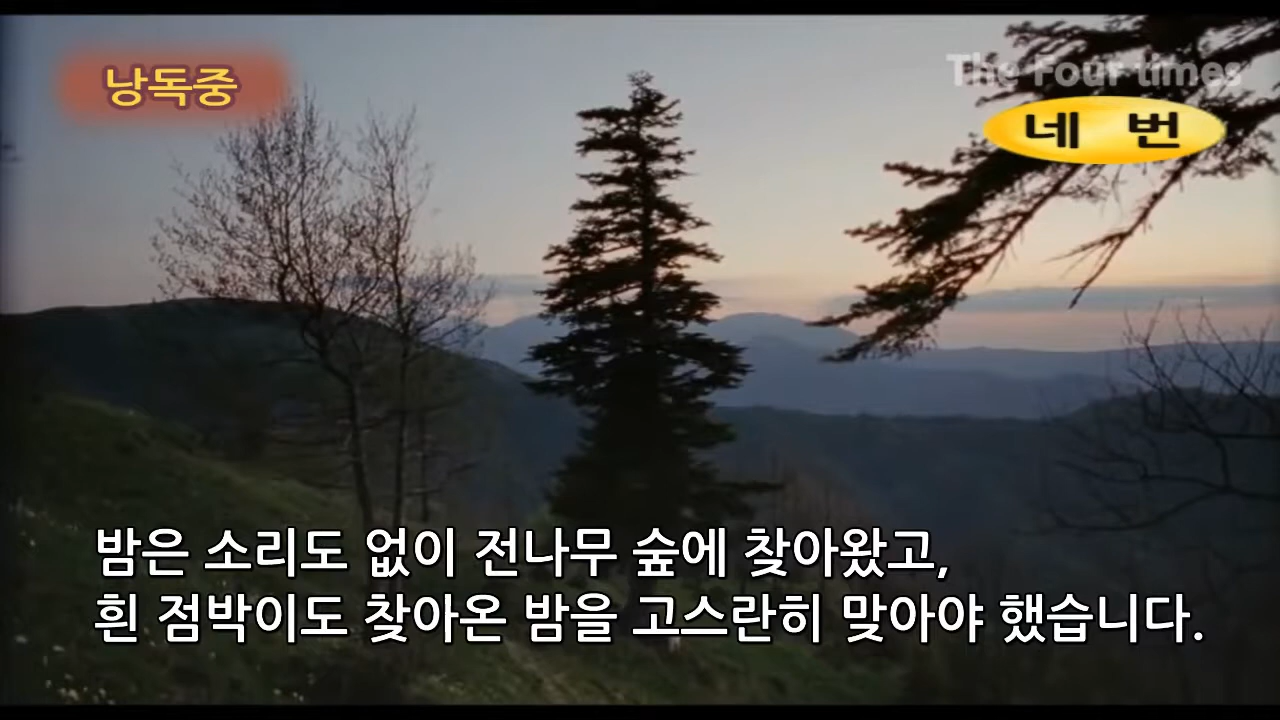 낭독중
The Four times
네 번
밤은 소리도 없이 전나무 숲에 찾아왔고,
흰 점박이도 찾아온 밤을 고스란히 맞아야 했습니다.